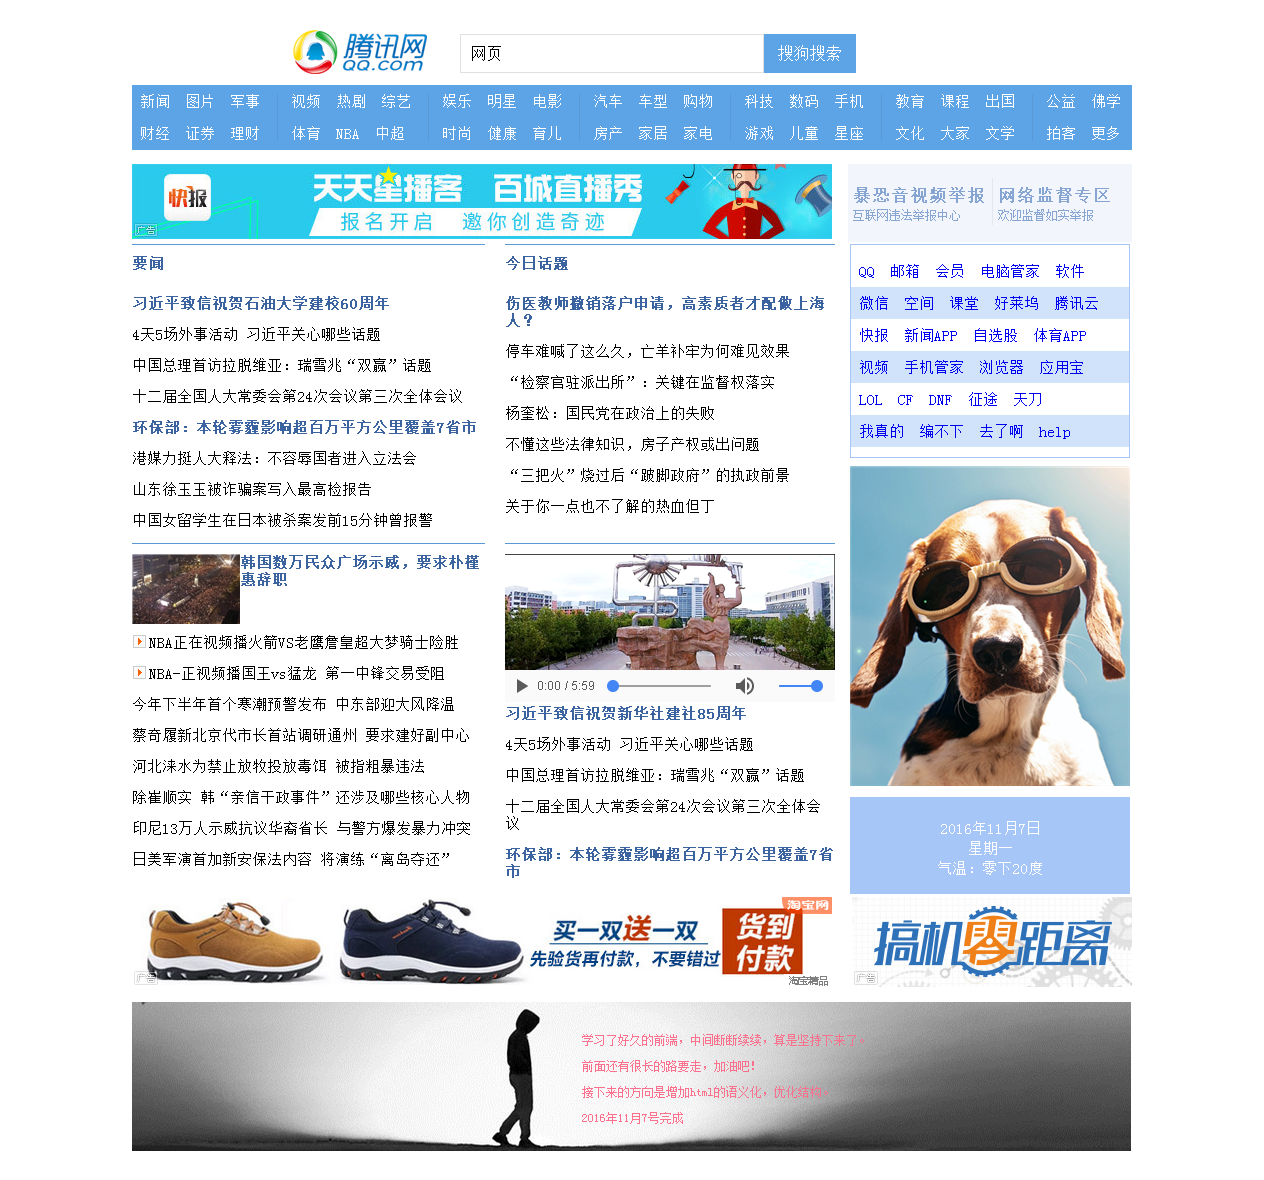 腾讯网
QQ.com
网页
搜狗搜索
新闻 图片 军事 视频 热剧 综艺 娱乐 明星 电影 汽车 车型 购物 科技 数码 手机 教育 课程 出国 公益 佛学
财经 证券 理财 体育 NBA 中超 时尚 健康 育儿 房产 家居 家电 游戏 儿童 星座 文化 大家 文学 拍客 更多
快报
天天星播客 百城直播秀
报名开启 邀你创造奇迹
广告
暴恐音视频举报
互联网违法举报中心
网络监督专区
欢迎监督如实举报
要闻
习近平致信祝贺石油大学建校60周年
4天5场外事活动 习近平关心哪些话题
中国总理首访拉脱维亚：瑞雪兆“双赢”话题
十二届全国人大常委会第24次会议第三次全体会议
环保部：本轮雾霾影响超百万平方公里覆盖7省市
港媒力挺人大释法：不容辱国者进入立法会
山东徐玉玉被诈骗案写入最高检报告
中国女留学生在日本被杀案发前15分钟曾报警
今日话题
伤医教师撤销落户申请，高素质者才配做上海
人？
停车难喊了这么久，亡羊补牢为何难见效果
“检察官驻派出所”：关键在监督权落实
杨奎松：国民党在政治上的失败
不懂这些法律知识，房子产权或出问题
“三把火”烧过后“跛脚政府”的执政前景
关于你一点也不了解的热血但丁
QQ 邮箱 会员 电脑管家 软件
微信 空间 课堂 好莱坞 腾讯云
快报 新闻APP 自选股 体育APP
视频 手机管家 浏览器 应用宝
LOL CF DNF 征途 天刀
我真的 编不下 去了啊 help
韩国数万民众广场示威，要求朴槿
惠辞职
NBA正在视频播火箭VS老鹰詹皇超大梦骑士险胜
NBA-正视频播国王vs猛龙 第一中锋交易受阻
今年下半年首个寒潮预警发布 中东部迎大风降温
蔡奇履新北京代市长首站调研通州 要求建好副中心
河北涞水为禁止放牧投放毒饵 被指粗暴违法
除崔顺实 韩“亲信干政事件”还涉及哪些核心人物
印尼13万人示威抗议华裔省长 与警方爆发暴力冲突
日美军演首加新安保法内容 将演练“离岛夺还”
0:00 / 5:59
习近平致信祝贺新华社建社85周年
4天5场外事活动 习近平关心哪些话题
中国总理首访拉脱维亚：瑞雪兆“双赢”话题
十二届全国人大常委会第24次会议第三次全体会
议
环保部：本轮雾霾影响超百万平方公里覆盖7省
市
2016年11月7日
星期一
气温：零下20度
淘宝网
买一双送一双
先验货再付款，不要错过
货到
付款
淘宝精品
广告
搞机零距离
广告
学习了好久的前端，中间断断续续，算是坚持下来了。
前面还有很长的路要走，加油吧！
接下来的方向是增加html的语义化，优化结构。
2016年11月7号完成